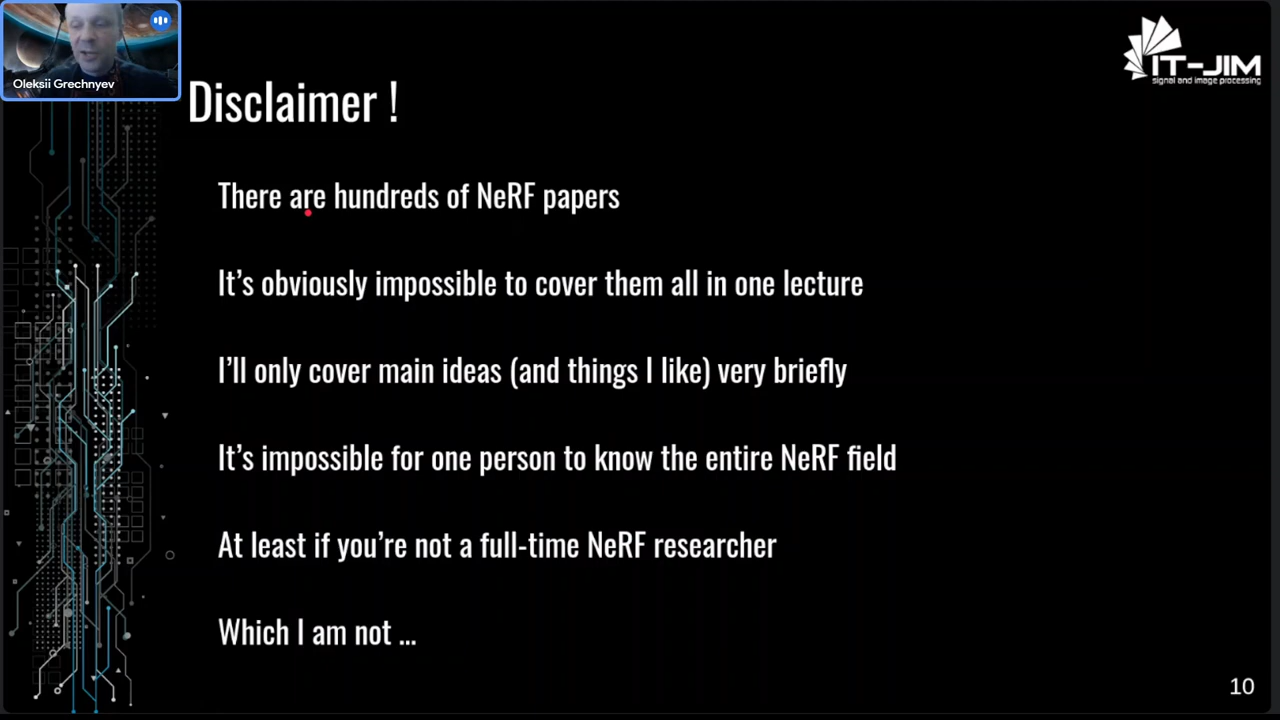 Oleksii Grechnyev
IT-JIM
signal and image processing
Disclaimer !
There are hundreds of NeRF papers
It's obviously impossible to cover them all in one lecture
I'll only cover main ideas (and things I like) very briefly
It's impossible for one person to know the entire NeRF field
At least if you're not a full-time NeRF researcher
Which I am not ...
10